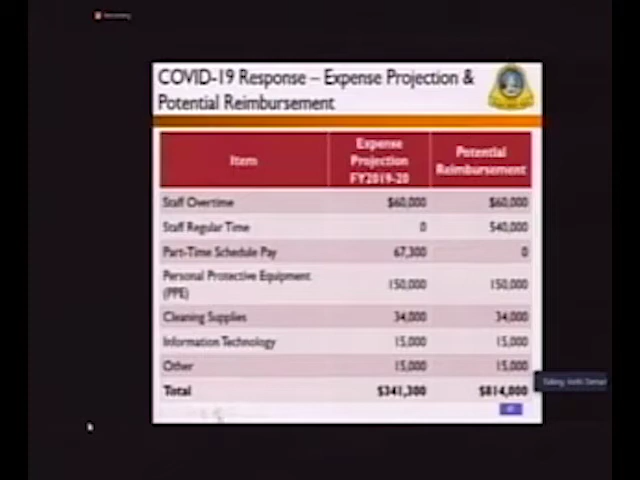 COVID-19 Response – Expense Projection &
Potential Reimbursement
Item
Expense
Projection
FY2019-20
Potential
Reimbursement
Staff Overtime $60,000 $60,000
Staff Regular Time 0 540,000
Part-Time Schedule Pay 67,300 0
Personal Protective Equipment
(PPE) 150,000 150,000
Cleaning Supplies 34,000 34,000
Information Technology 15,000 15,000
Other 15,000 15,000
Total $341,300 $814,000
Talking: